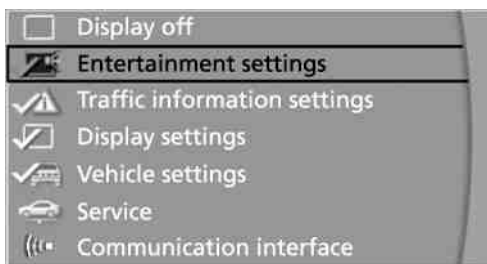 Display off
Entertainment settings
Traffic information settings
Display settings
Vehicle settings
Service
Communication interface